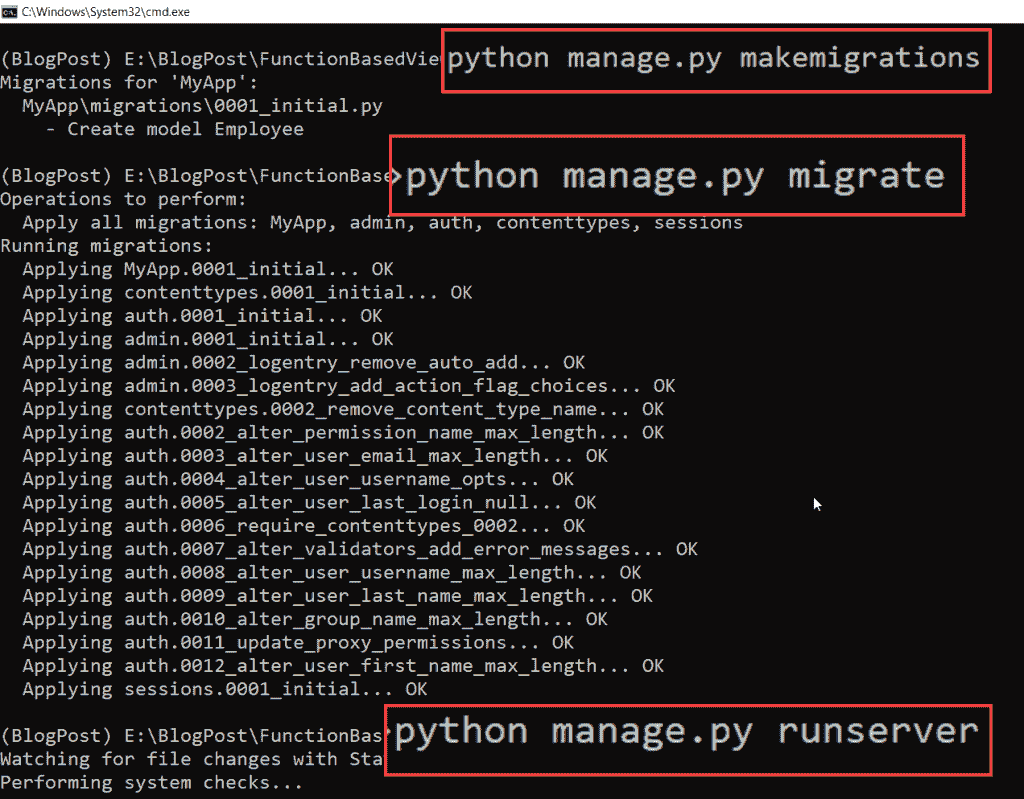 C:\Windows\System32\cmd.exe
(BlogPost) E:\BlogPost\FunctionBasedVie python manage.py makemigrations
Migrations for 'MyApp':
MyApp\migrations\0001_initial.py
- Create model Employee
(BlogPost) E:\BlogPost\FunctionBase>python manage.py migrate
Operations to perform:
Apply all migrations: MyApp, admin, auth, contenttypes, sessions
Running migrations:
Applying MyApp.0001_initial... OK
Applying contenttypes.0001_initial... OK
Applying auth.0001_initial... OK
Applying admin.0001_initial... OK
Applying admin.0002_logentry_remove_auto_add... OK
Applying admin.0003_logentry_add_action_flag_choices... OK
Applying contenttypes.0002_remove_content_type_name... OK
Applying auth.0002_alter_permission_name_max_length... OK
Applying auth.0003_alter_user_email_max_length... OK
Applying auth.0004_alter_user_username_opts... OK
Applying auth.0005_alter_user_last_login_null... OK
Applying auth.0006_require_contenttypes_0002... OK
Applying auth.0007_alter_validators_add_error_messages... OK
Applying auth.0008_alter_user_username_max_length... OK
Applying auth.0009_alter_user_last_name_max_length... OK
Applying auth.0010_alter_group_name_max_length... OK
Applying auth.0011_update_proxy_permissions... OK
Applying auth.0012_alter_user_first_name_max_length... OK
Applying sessions.0001_initial... OK
(BlogPost) E:\BlogPost\FunctionBas python manage.py runserver
Watching for file changes with Sta
Performing system checks...